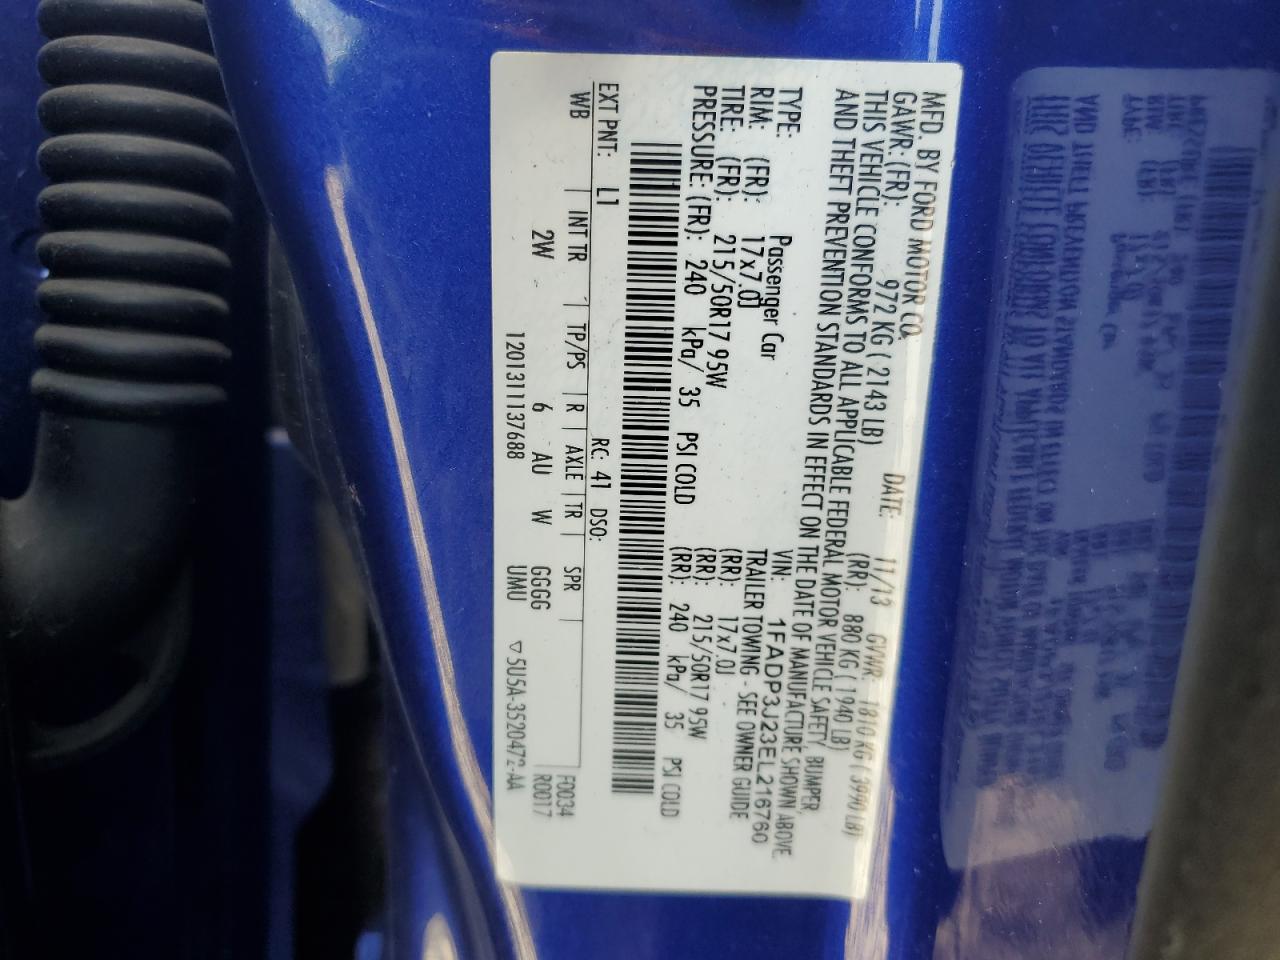 MFD. BY FORD MOTOR CO.
DATE: 11/13 GVWR: 1810 KG (3990 LB)
GAWR: (FR): 972 KG (2143 LB) (RR): 880 KG (1940 LB)
THIS VEHICLE CONFORMS TO ALL APPLICABLE FEDERAL MOTOR VEHICLE SAFETY, BUMPER,
AND THEFT PREVENTION STANDARDS IN EFFECT ON THE DATE OF MANUFACTURE SHOWN ABOVE.
VIN: 1FADP3J23EL216760
TYPE: Passenger Car TRAILER TOWING - SEE OWNER GUIDE
RIM: (FR): 17x7.0J (RR): 17x7.0J
TIRE: (FR): 215/50R17 95W (RR): 215/50R17 95W
PRESSURE: (FR): 240 kPa/ 35 PSI COLD (RR): 240 kPa/ 35 PSI COLD
EXT PNT: L1 RC: 41 DSO: F0034
WB INT TR TP/PS R AXLE TR SPR R0017
2W 6 AU W GGGG
1201311137688 UMU ▽5U5A-3520472-AA